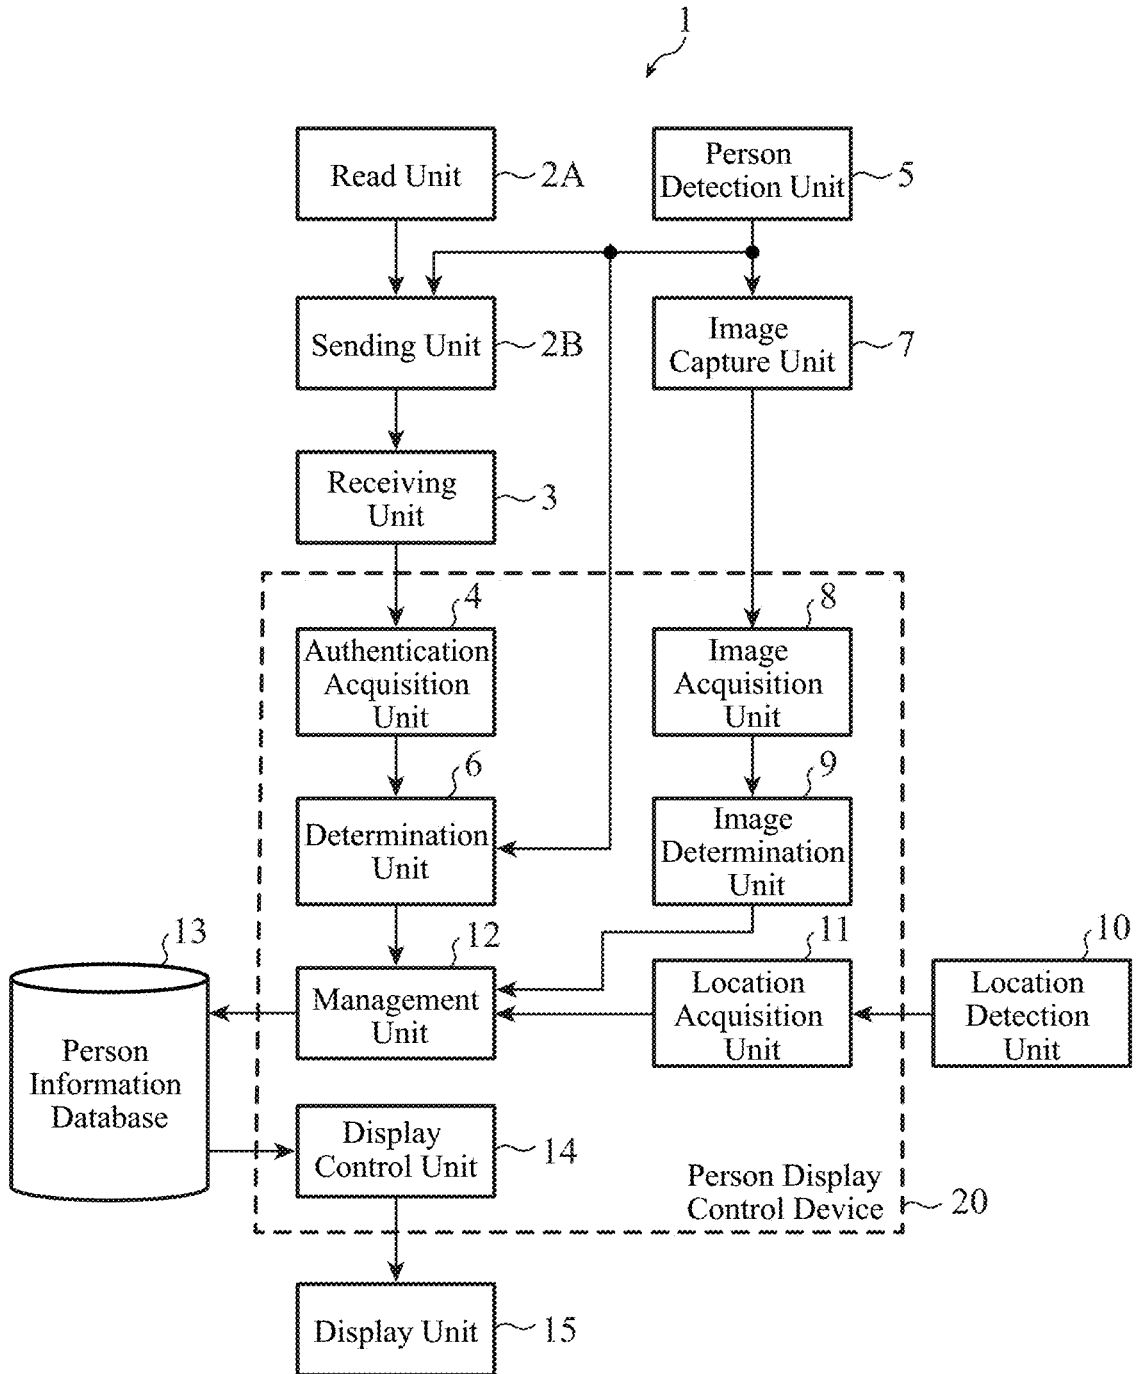 1
Read Unit
2A
Person
Detection Unit
5
Sending Unit
2B
Image
Capture Unit
7
Receiving
Unit
3
4
Authentication
Acquisition
Unit
8
Image
Acquisition
Unit
6
Determination
Unit
9
Image
Determination
Unit
13
Person
Information
Database
12
Management
Unit
11
Location
Acquisition
Unit
10
Location
Detection
Unit
Display
Control Unit
14
Person Display
Control Device
20
Display Unit
15